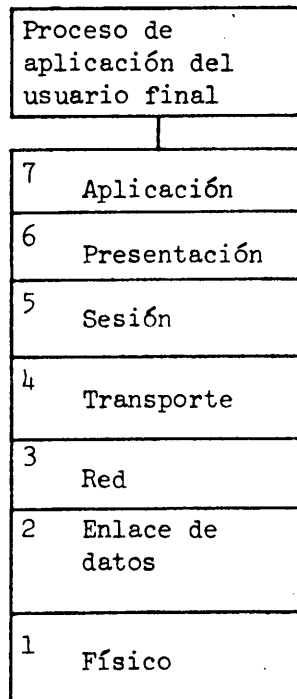 Proceso de
aplicación del
usuario final
7
Aplicación
6
Presentación
5
Sesión
4
Transporte
3
Red
2 Enlace de
datos
1
Físico